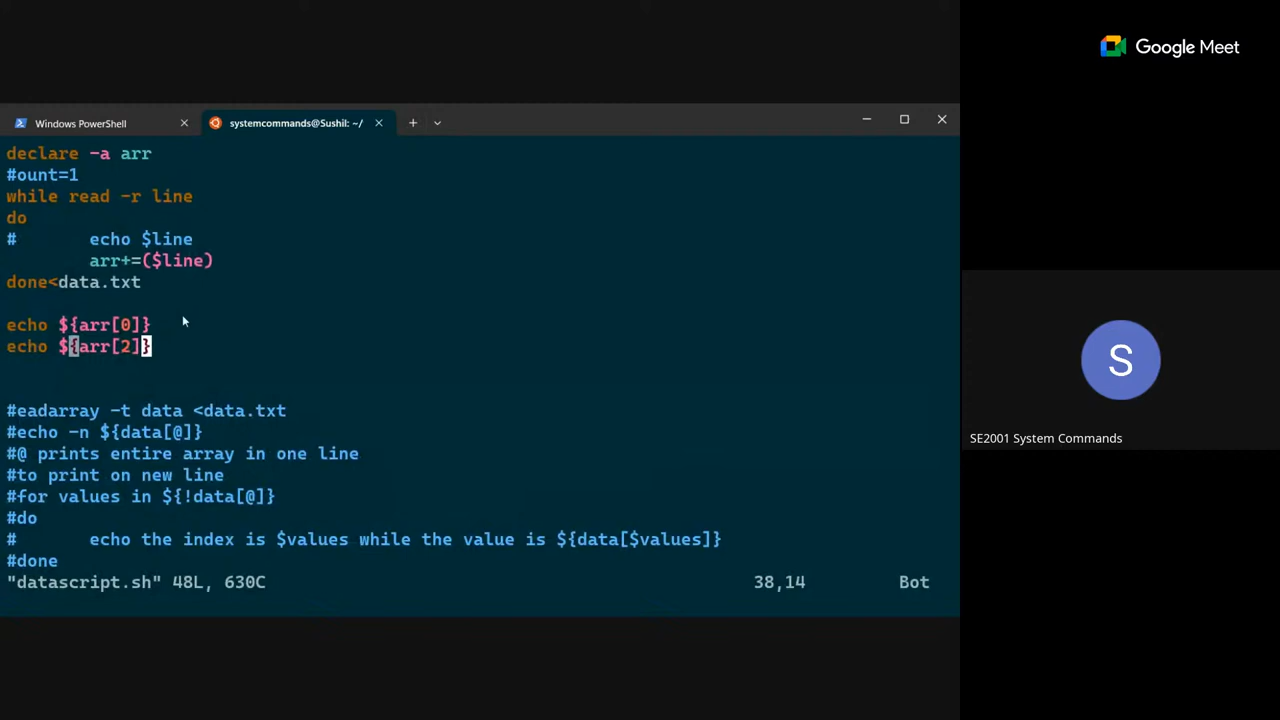 Google Meet
Windows PowerShell
systemcommands@Sushil: ~/
declare -a arr
#ount=1
while read -r line
do
#       echo $line
        arr+=($line)
done<data.txt
echo ${arr[0]}
echo ${arr[2]}
#eadarray -t data <data.txt
#echo -n ${data[@]}
#@ prints entire array in one line
#to print on new line
#for values in ${!data[@]}
#do
#       echo the index is $values while the value is ${data[$values]}
#done
"datascript.sh" 48L, 630C 38,14 Bot
S
SE2001 System Commands